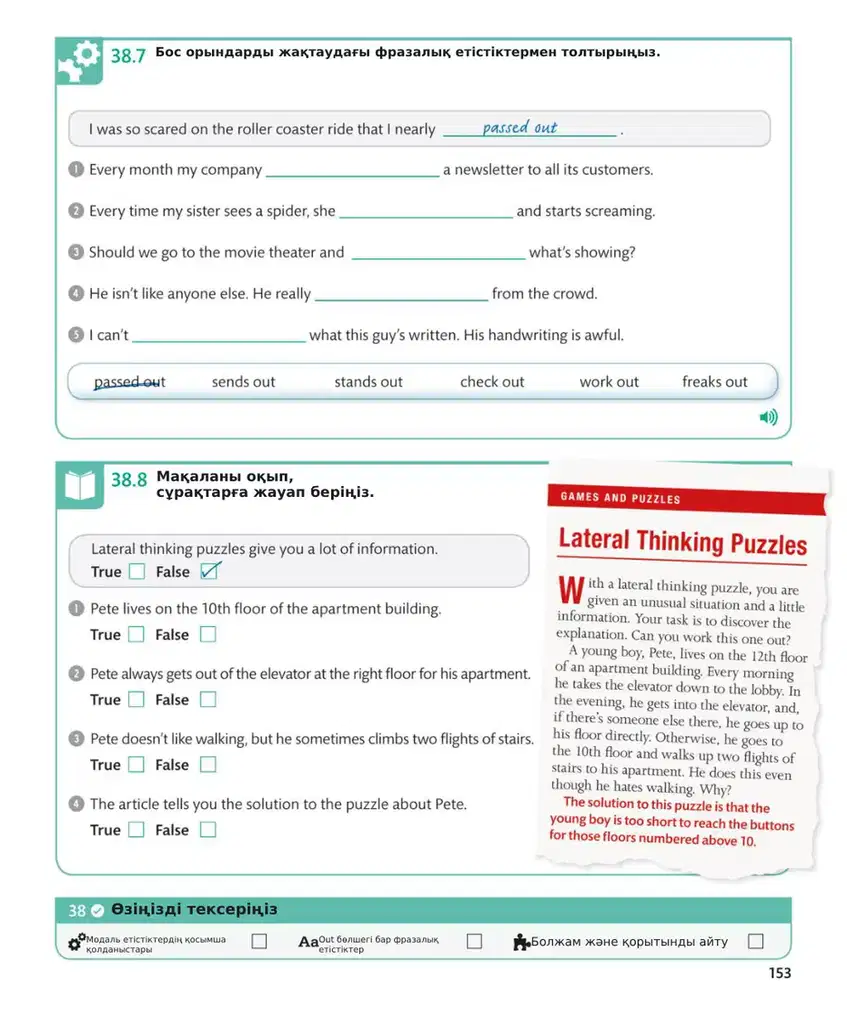 38.7 Бос орындарды жақтаудағы фразалық етістіктермен толтырыңыз.
I was so scared on the roller coaster ride that I nearly passed out .
1 Every month my company ____________ a newsletter to all its customers.
2 Every time my sister sees a spider, she ____________ and starts screaming.
3 Should we go to the movie theater and ____________ what's showing?
4 He isn't like anyone else. He really ____________ from the crowd.
5 I can't ____________ what this guy's written. His handwriting is awful.
passed out sends out stands out check out work out freaks out
38.8 Мақаланы оқып,
сұрақтарға жауап беріңіз.
Lateral thinking puzzles give you a lot of information.
True False
1 Pete lives on the 10th floor of the apartment building.
True False
2 Pete always gets out of the elevator at the right floor for his apartment.
True False
3 Pete doesn't like walking, but he sometimes climbs two flights of stairs.
True False
4 The article tells you the solution to the puzzle about Pete.
True False
GAMES AND PUZZLES
Lateral Thinking Puzzles
With a lateral thinking puzzle, you are
given an unusual situation and a little
information. Your task is to discover the
explanation. Can you work this one out?
A young boy, Pete, lives on the 12th floor
of an apartment building. Every morning
he takes the elevator down to the lobby. In
the evening, he gets into the elevator, and,
if there's someone else there, he goes up to
his floor directly. Otherwise, he goes to
the 10th floor and walks up two flights of
stairs to his apartment. He does this even
though he hates walking. Why?
The solution to this puzzle is that the
young boy is too short to reach the buttons
for those floors numbered above 10.
38 Өзіңізді тексеріңіз
Модаль етістіктердің қосымша
қолданыстары
Aa Out бөлшегі бар фразалық
етістіктер
Болжам және қорытынды айту
153